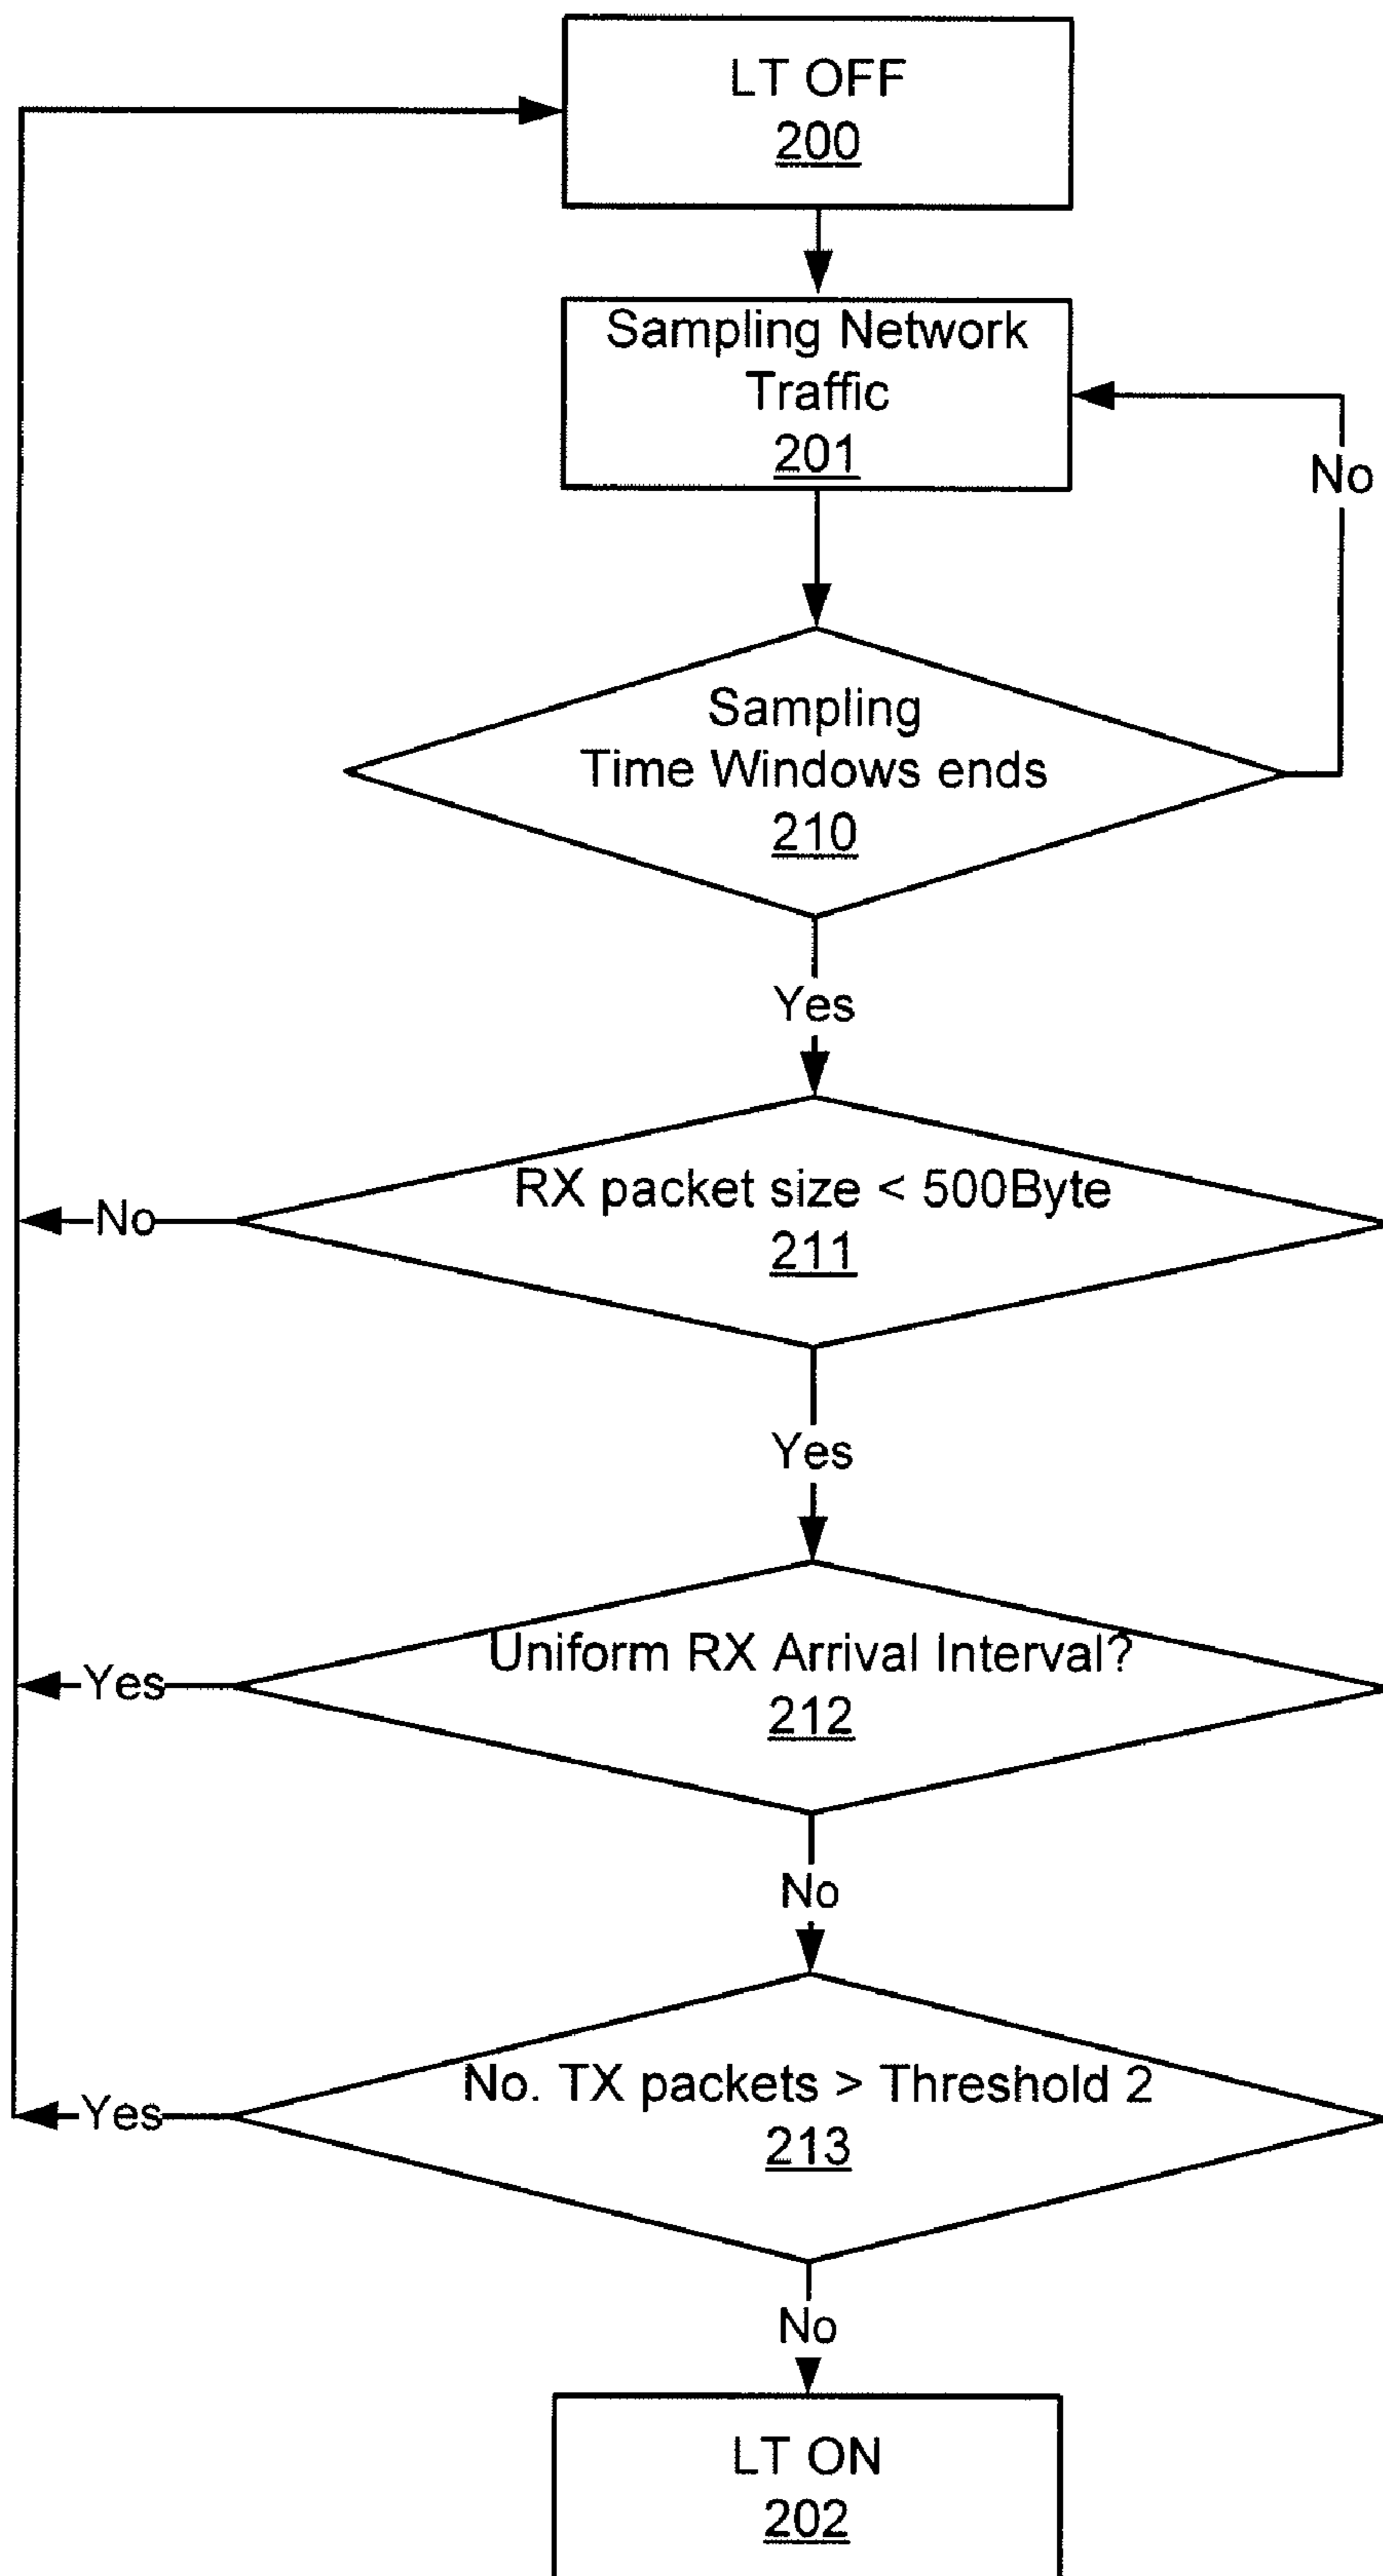 LT OFF
200
Sampling Network
Traffic
201
No
Sampling
Time Windows ends
210
Yes
RX packet size < 500Byte
211
No
Yes
Uniform RX Arrival Interval?
212
Yes
No
No. TX packets > Threshold 2
213
Yes
No
LT ON
202